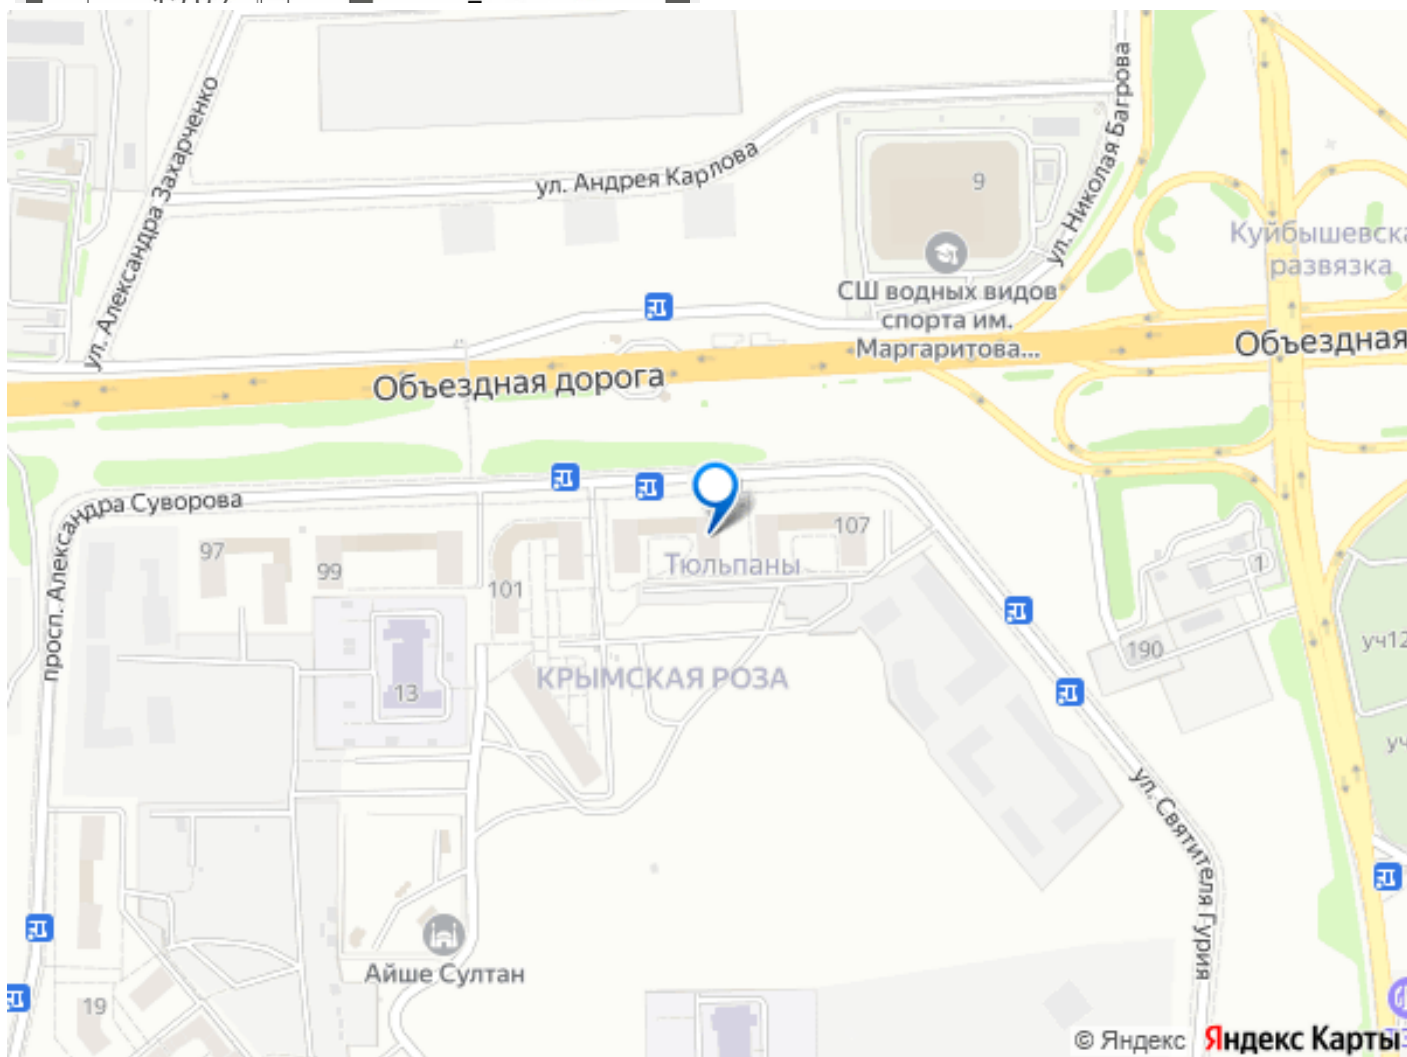 ул. Александра Захарченко
ул. Андрея Карлова
ул. Николая Багрова
9
СШ водных видов
спорта им.
Маргаритова...
Куйбышевска
развязка
Объездная дорога
Объездная
просп. Александра Суворова
97
99
101
107
Тюльпаны
1
190
уч12
уч
13
КРЫМСКАЯ РОЗА
ул. Святителя Гурия
Айше Султан
19
© Яндекс
Яндекс Карты